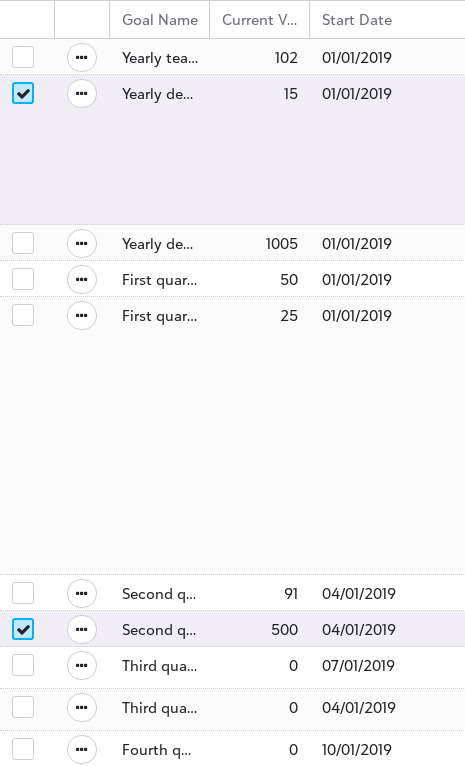 Goal Name Current V... Start Date
Yearly tea... 102 01/01/2019
Yearly de... 15 01/01/2019
Yearly de... 1005 01/01/2019
First quar... 50 01/01/2019
First quar... 25 01/01/2019
Second q... 91 04/01/2019
Second q... 500 04/01/2019
Third qua... 0 07/01/2019
Third qua... 0 04/01/2019
Fourth q... 0 10/01/2019